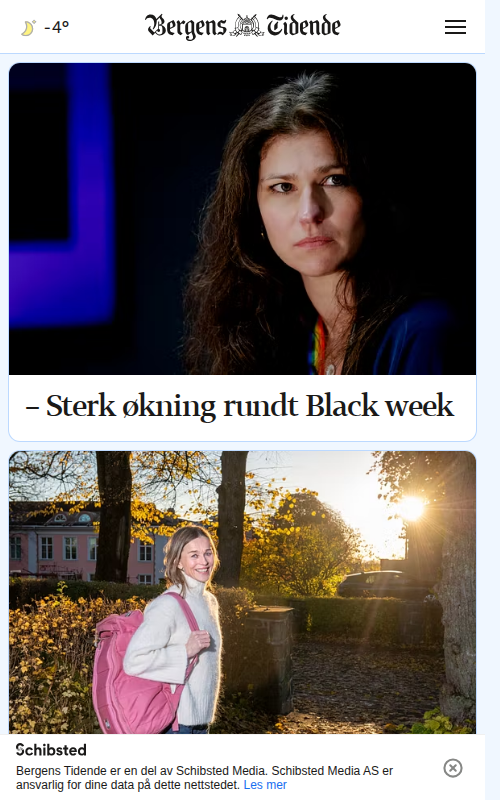 -4°
Bergens Tidende
– Sterk økning rundt Black week
Schibsted
Bergens Tidende er en del av Schibsted Media. Schibsted Media AS er
ansvarlig for dine data på dette nettstedet. Les mer